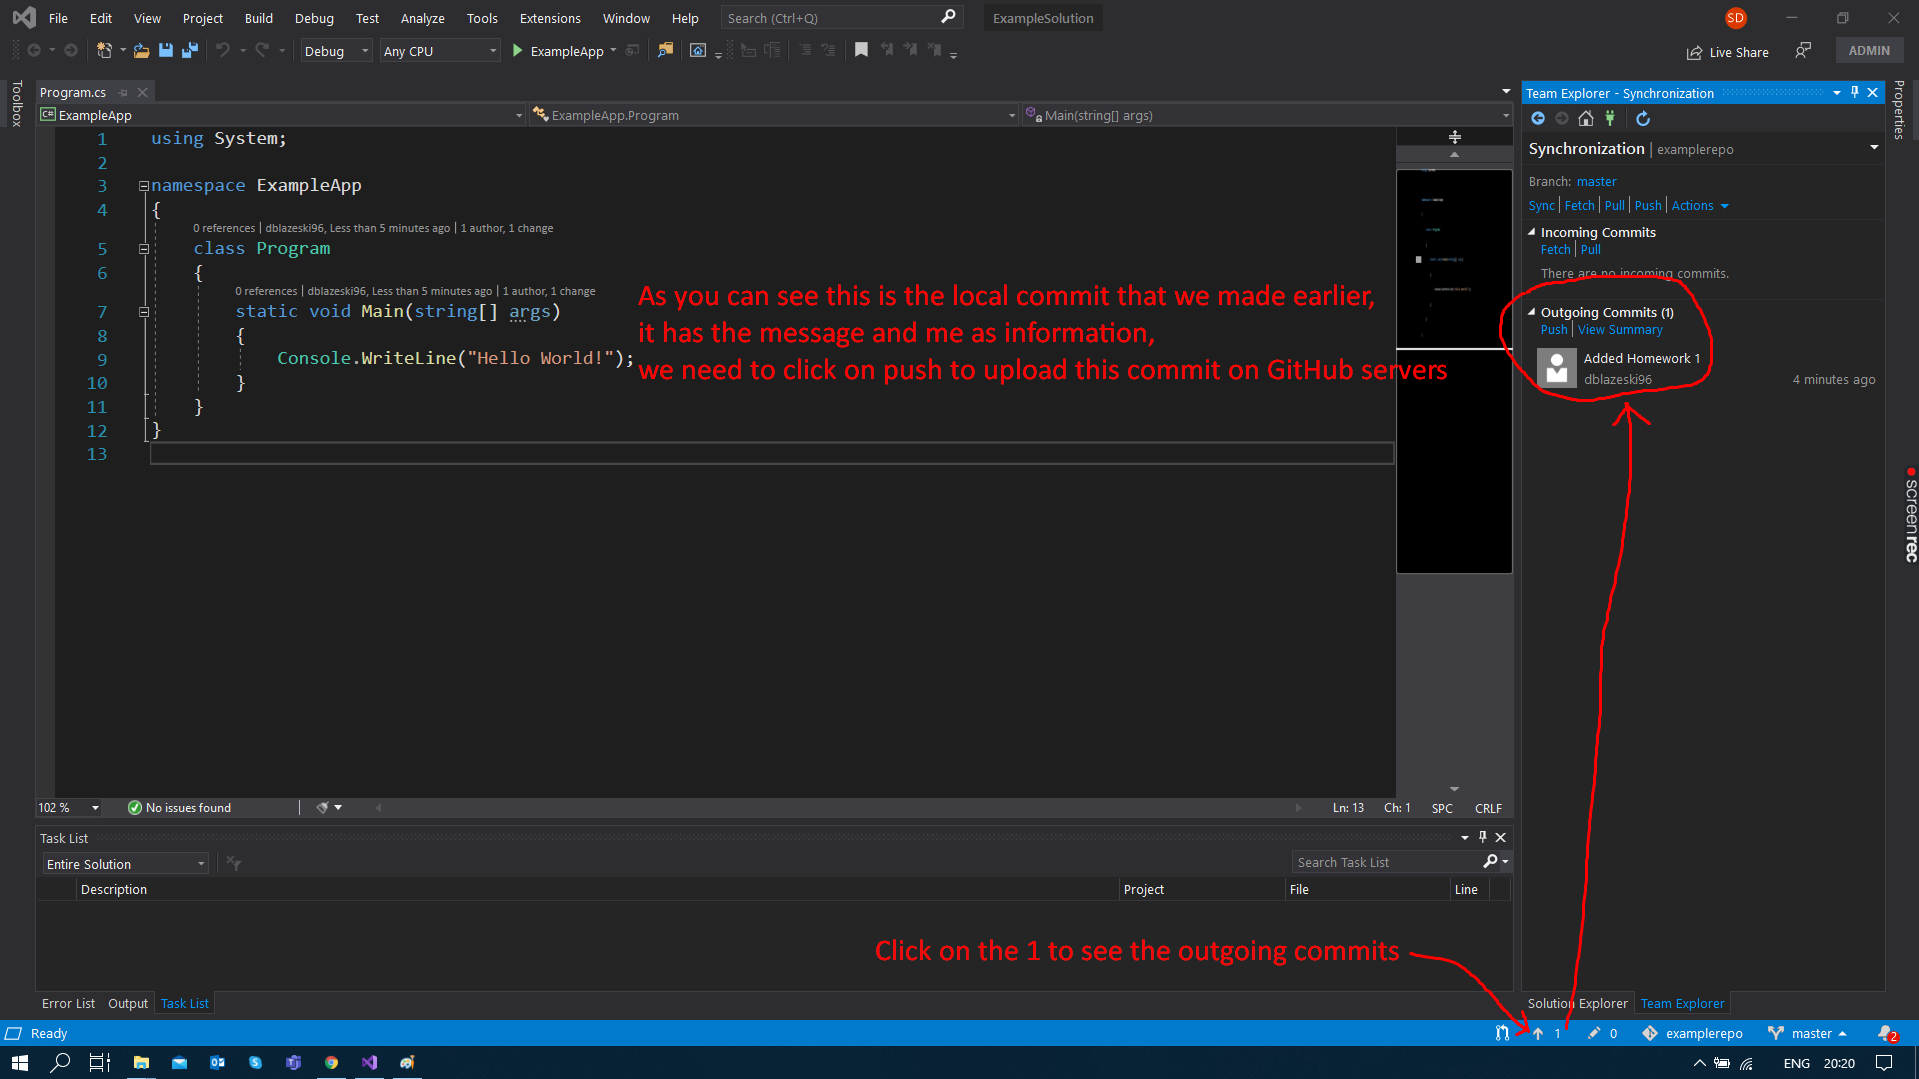 File Edit View Project Build Debug Test Analyze Tools Extensions Window Help Search (Ctrl+Q) ExampleSolution SD
Debug Any CPU ExampleApp Live Share ADMIN
Toolbox
Program.cs
C# ExampleApp ExampleApp.Program Main(string[] args)
1 using System;
2
3 namespace ExampleApp
4 {
0 references | dblazeski96, Less than 5 minutes ago | 1 author, 1 change
5 class Program
6 {
0 references | dblazeski96, Less than 5 minutes ago | 1 author, 1 change
7 static void Main(string[] args)
8 {
9 Console.WriteLine("Hello World!");
10 }
11 }
12 }
13
As you can see this is the local commit that we made earlier,
it has the message and me as information,
we need to click on push to upload this commit on GitHub servers
102 % No issues found Ln: 13 Ch: 1 SPC CRLF
Task List
Entire Solution Search Task List
Description Project File Line
Click on the 1 to see the outgoing commits
Error List Output Task List
Team Explorer - Synchronization
Synchronization | examplerepo
Branch: master
Sync | Fetch | Pull | Push | Actions
Incoming Commits
Fetch | Pull
There are no incoming commits.
Outgoing Commits (1)
Push | View Summary
Added Homework 1
dblazeski96 4 minutes ago
Solution Explorer Team Explorer
Properties
screenrec
Ready 1 0 examplerepo master 2
ENG 20:20